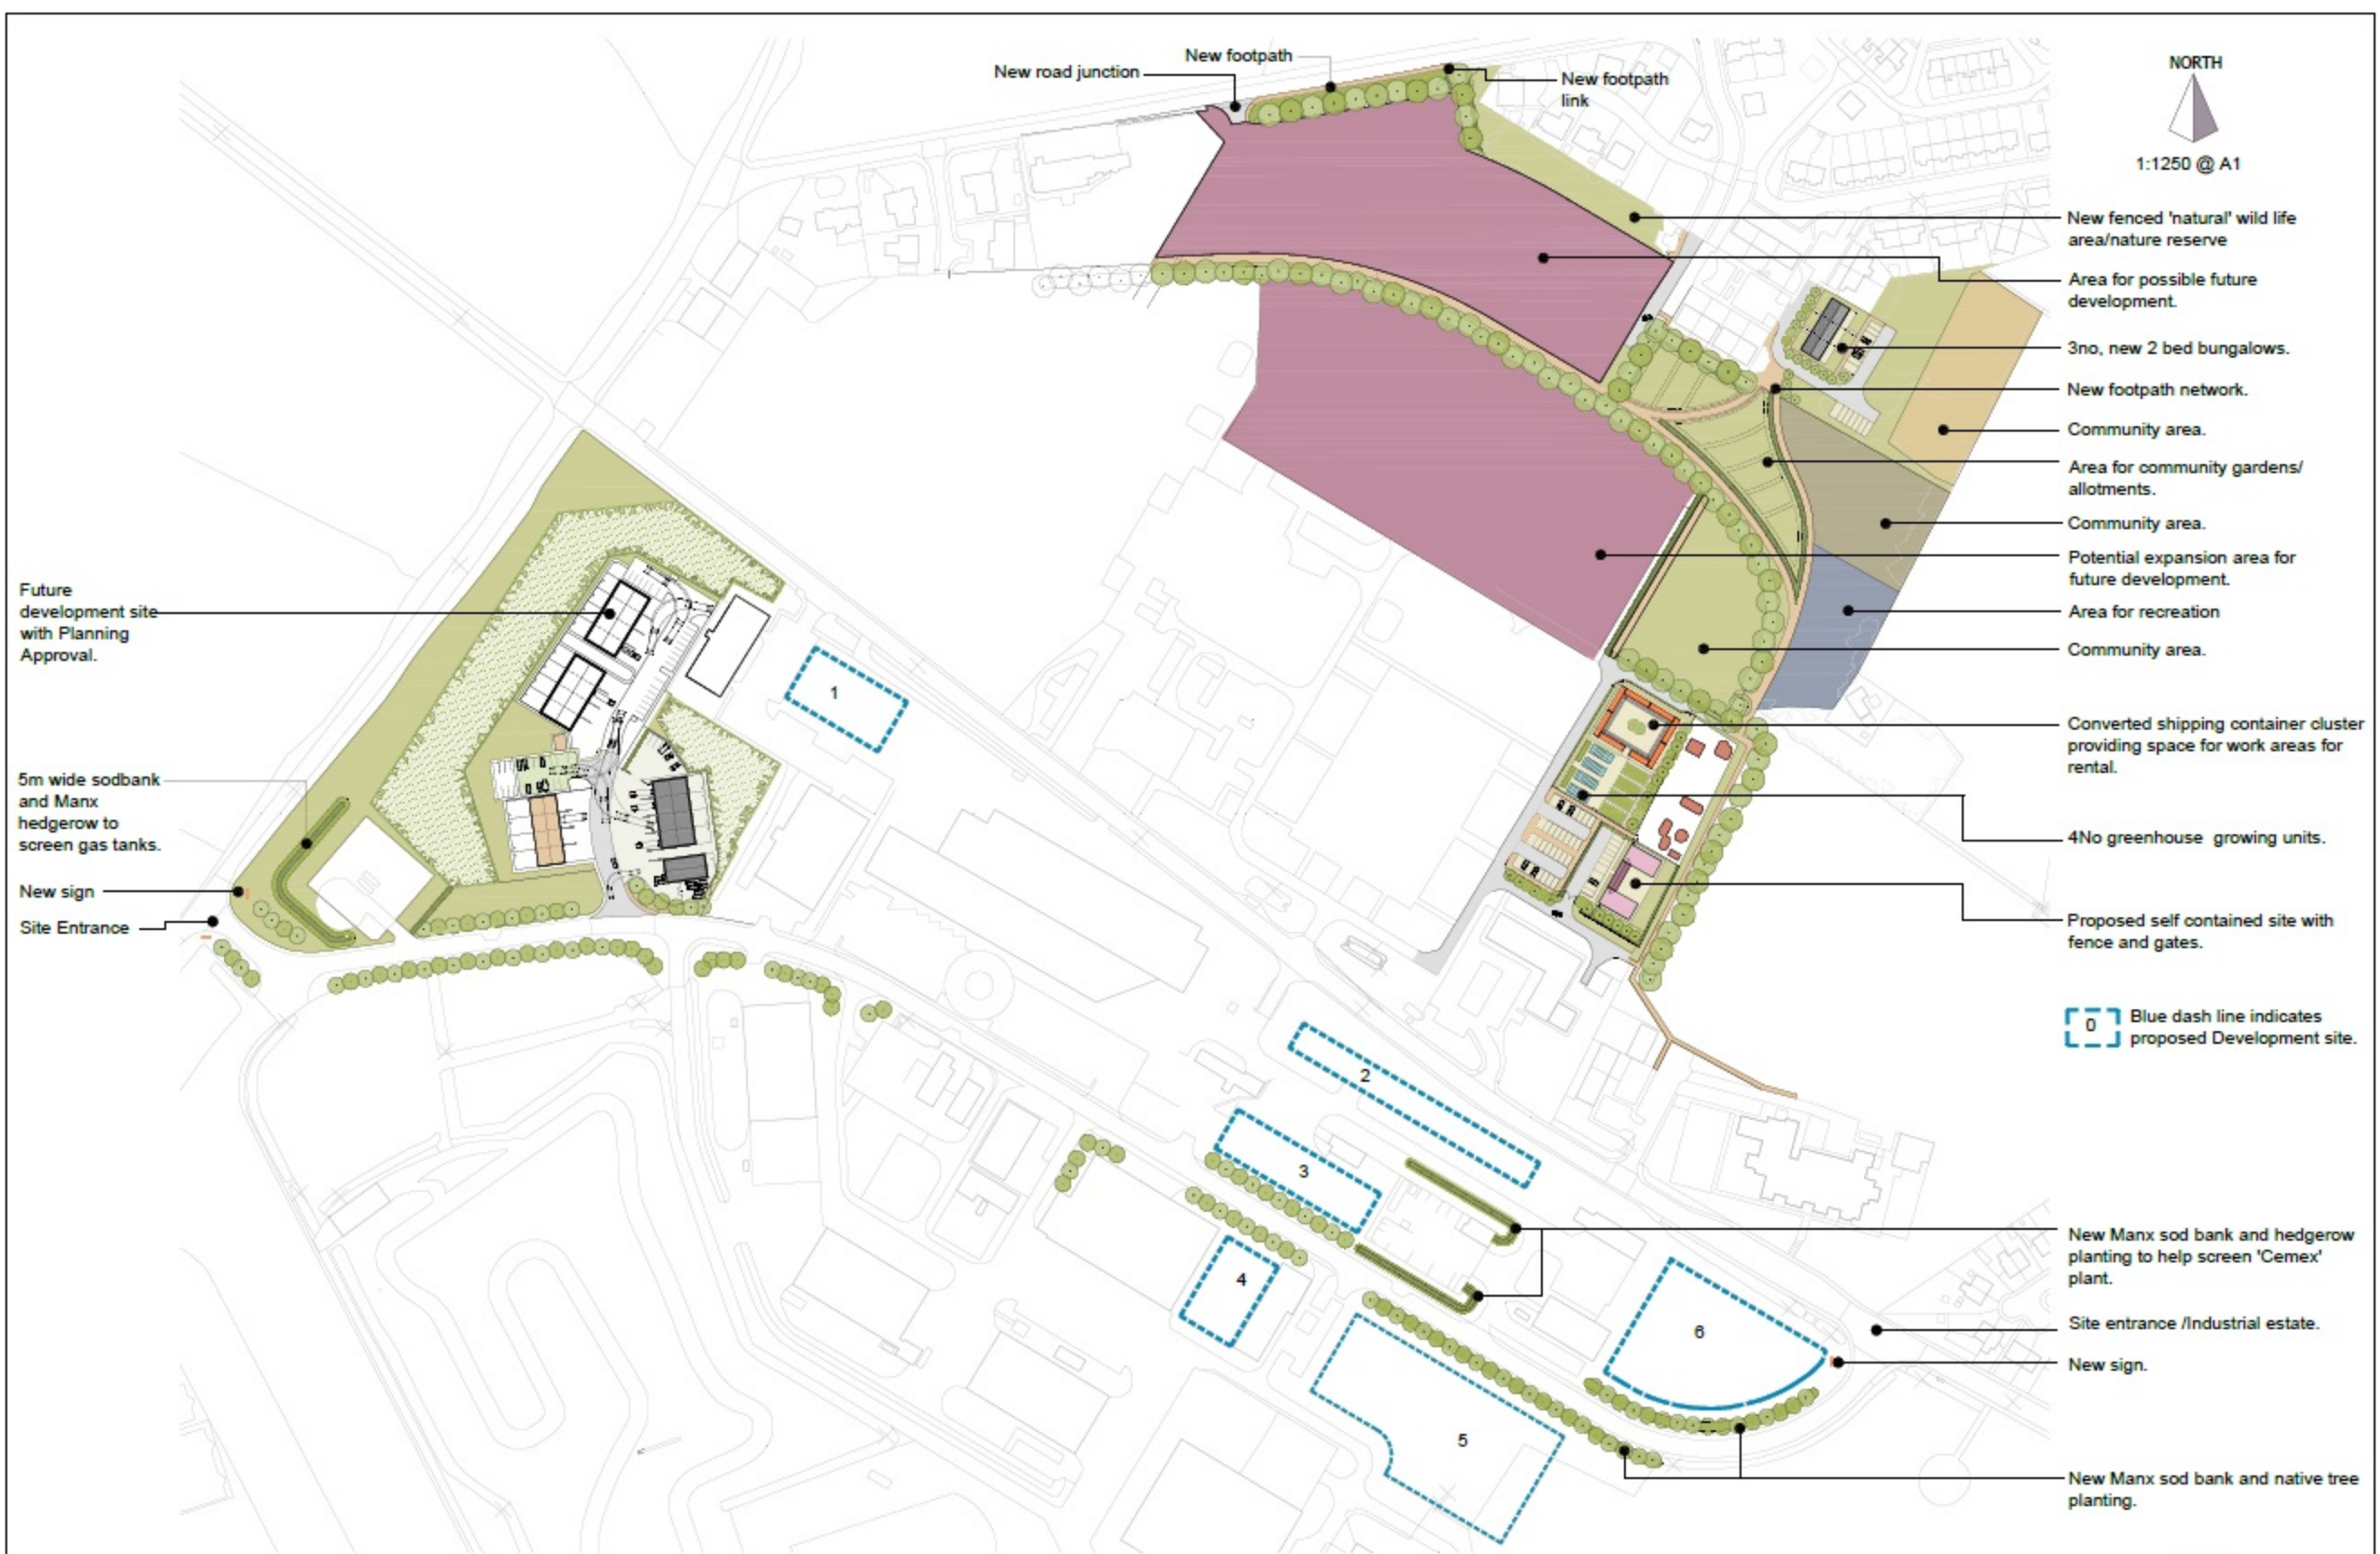 New footpath
New road junction
New footpath
link
NORTH
1:1250 @ A1
New fenced 'natural' wild life
area/nature reserve
Area for possible future
development.
3no, new 2 bed bungalows.
New footpath network.
Community area.
Area for community gardens/
allotments.
Community area.
Potential expansion area for
future development.
Area for recreation
Community area.
Converted shipping container cluster
providing space for work areas for
rental.
4No greenhouse growing units.
Proposed self contained site with
fence and gates.
0
Blue dash line indicates
proposed Development site.
New Manx sod bank and hedgerow
planting to help screen 'Cemex'
plant.
Site entrance /Industrial estate.
New sign.
New Manx sod bank and native tree
planting.
Future
development site
with Planning
Approval.
5m wide sodbank
and Manx
hedgerow to
screen gas tanks.
New sign
Site Entrance
1
2
3
4
5
6